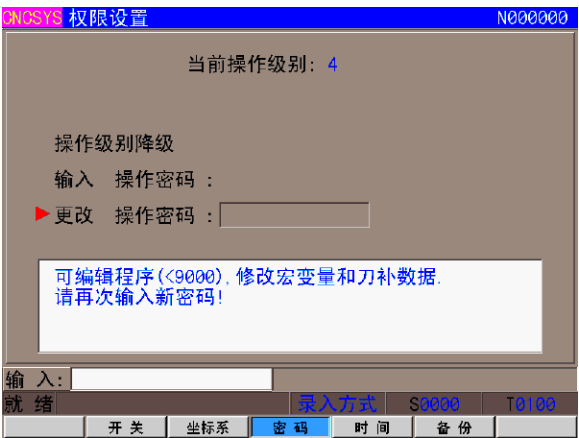 CNCSYS 权限设置 N000000
当前操作级别: 4
操作级别降级
输入 操作密码 :
更改 操作密码 :
可编辑程序(<9000), 修改宏变量和刀补数据.
请再次输入新密码!
输 入:
就 绪 录入方式 S0000 T0100
开 关 坐标系 密 码 时 间 备 份